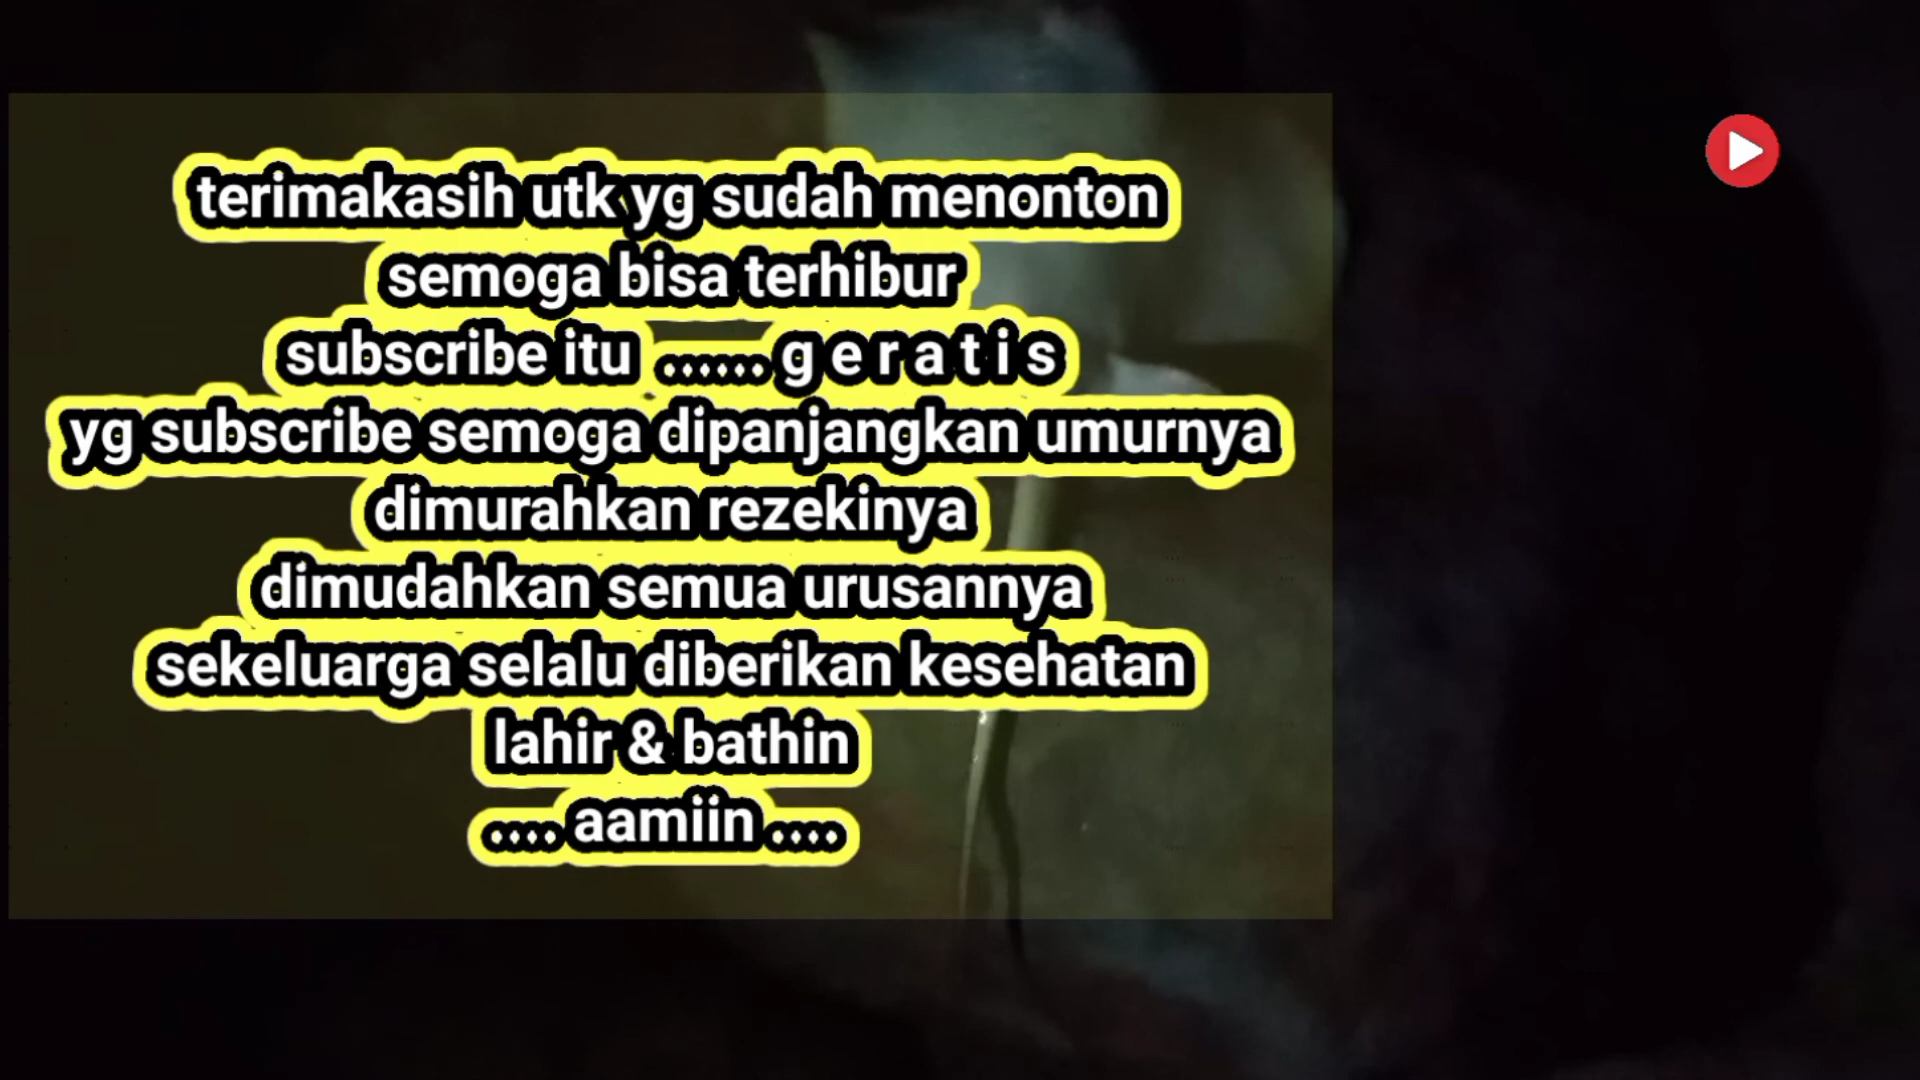 terimakasih utk yg sudah menonton
semoga bisa terhibur
subscribe itu ...... g e r a t i s
yg subscribe semoga dipanjangkan umurnya
dimurahkan rezekinya
dimudahkan semua urusannya
sekeluarga selalu diberikan kesehatan
lahir & bathin
.... aamiin ....